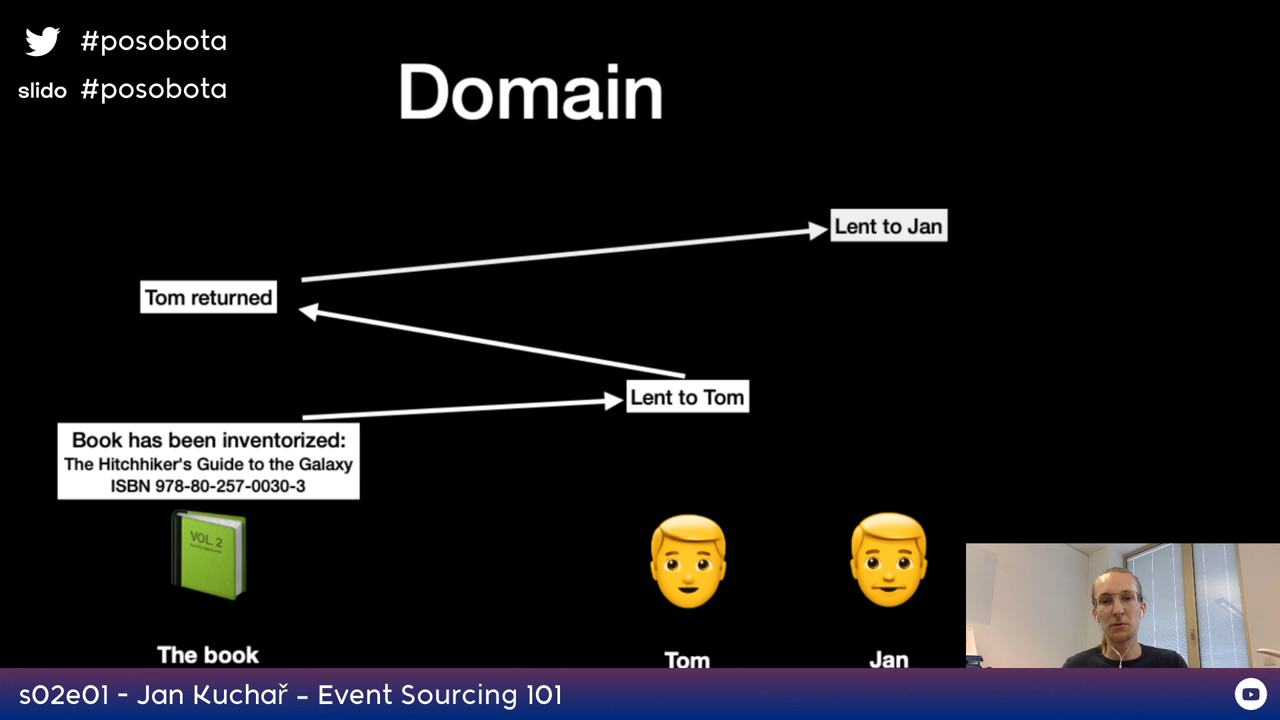 #posobota
slido #posobota
Domain
Lent to Jan
Tom returned
Lent to Tom
Book has been inventorized:
The Hitchhiker's Guide to the Galaxy
ISBN 978-80-257-0030-3
VOL. 2
The book
Tom
Jan
s02e01 - Jan Kuchař - Event Sourcing 101